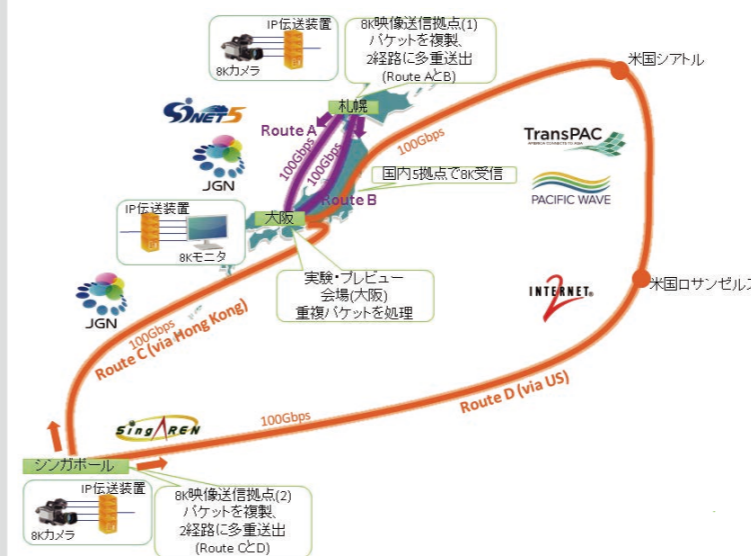 IP伝送装置
8Kカメラ
8K映像送信拠点(1)
パケットを複製、
2経路に多重送出
(Route AとB)
米国シアトル
札幌
SINET5
Route A
100Gbps
100Gbps
100Gbps
TransPAC
JGN
国内5拠点で8K受信
Route B
PACIFIC WAVE
IP伝送装置
大阪
8Kモニタ
実験・プレビュー
会場(大阪)
重複パケットを処理
INTERNET
2
米国ロサンゼルス
JGN
100Gbps
Route C (via Hong Kong)
Route D (via US)
100Gbps
SingAREN
シンガポール
IP伝送装置
8Kカメラ
8K映像送信拠点(2)
パケットを複製、
2経路に多重送出
(Route CとD)